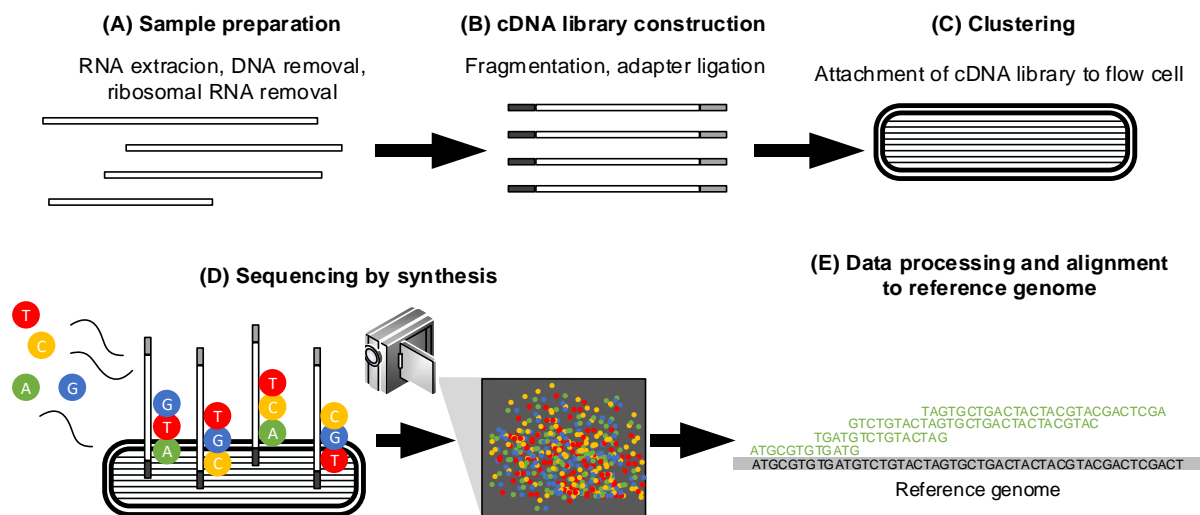 (A) Sample preparation
RNA extracion, DNA removal,
ribosomal RNA removal
(B) cDNA library construction
Fragmentation, adapter ligation
(C) Clustering
Attachment of cDNA library to flow cell
(D) Sequencing by synthesis
T
C
A G
G
T
A
T
G
C
T
C
A
C
G
T
(E) Data processing and alignment
to reference genome
TAGTGCTGACTACTACGTACGACTCGA
GTCTGTACTAGTGCTGACTACTACGTAC
TGATGTCTGTACTAG
ATGCGTGTGATG
ATGCGTGTGATGTCTGTACTAGTGCTGACTACTACGTACGACTCGACT
Reference genome